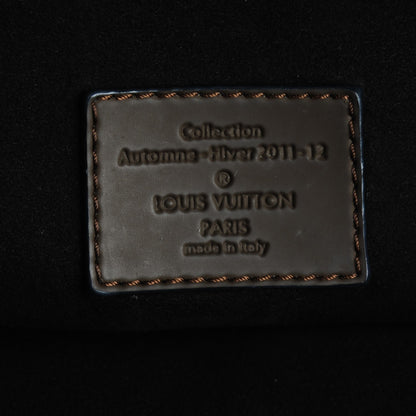 Collection
Automne-Hiver 2011-12
®
LOUIS VUITTON
PARIS
made in Italy